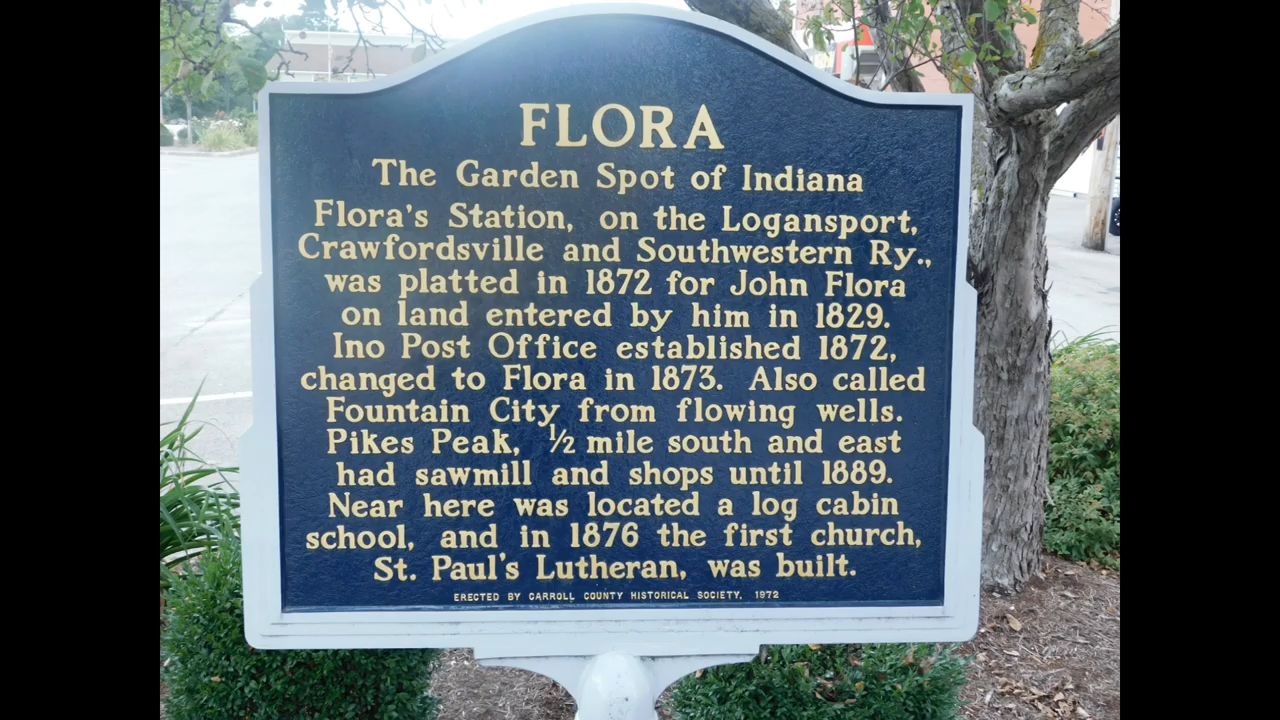 FLORA
The Garden Spot of Indiana
Flora's Station, on the Logansport,
Crawfordsville and Southwestern Ry.,
was platted in 1872 for John Flora
on land entered by him in 1829.
Ino Post Office established 1872,
changed to Flora in 1873. Also called
Fountain City from flowing wells.
Pikes Peak, ½ mile south and east
had sawmill and shops until 1889.
Near here was located a log cabin
school, and in 1876 the first church,
St. Paul's Lutheran, was built.
ERECTED BY CARROLL COUNTY HISTORICAL SOCIETY, 1972